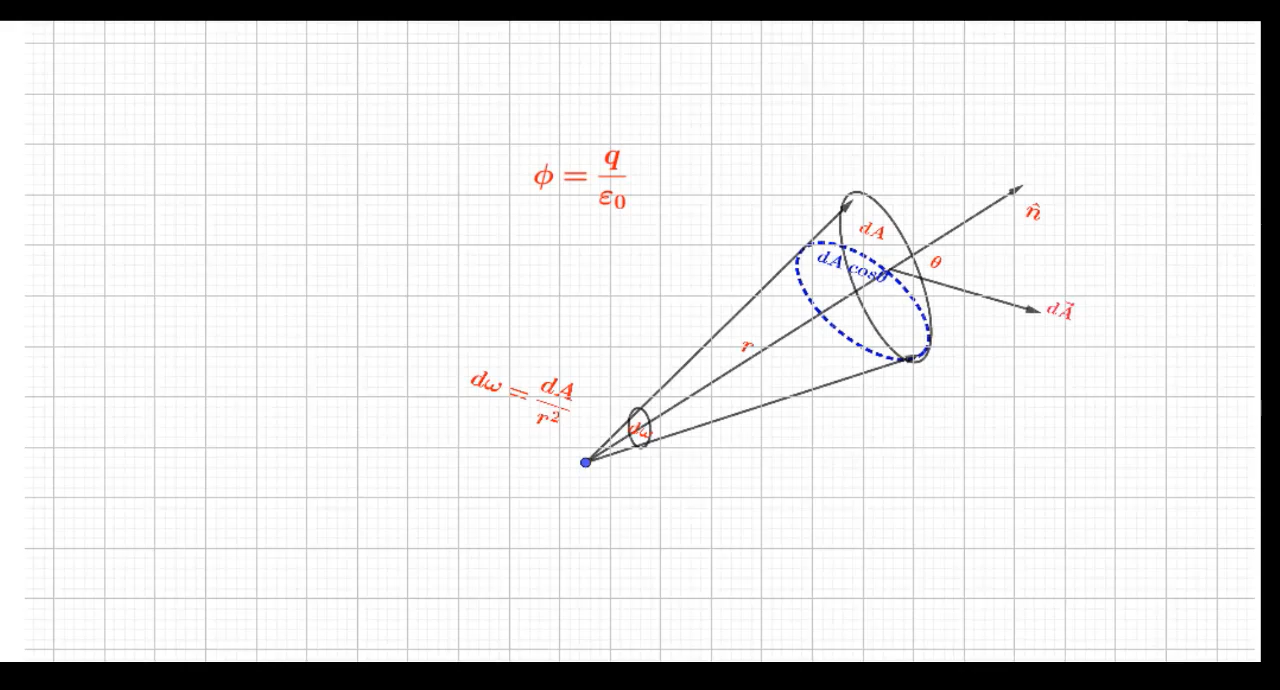 ϕ = q/ε₀
n̂
dA
θ
dA cosθ
dA⃗
r
dω = dA/r²
dω